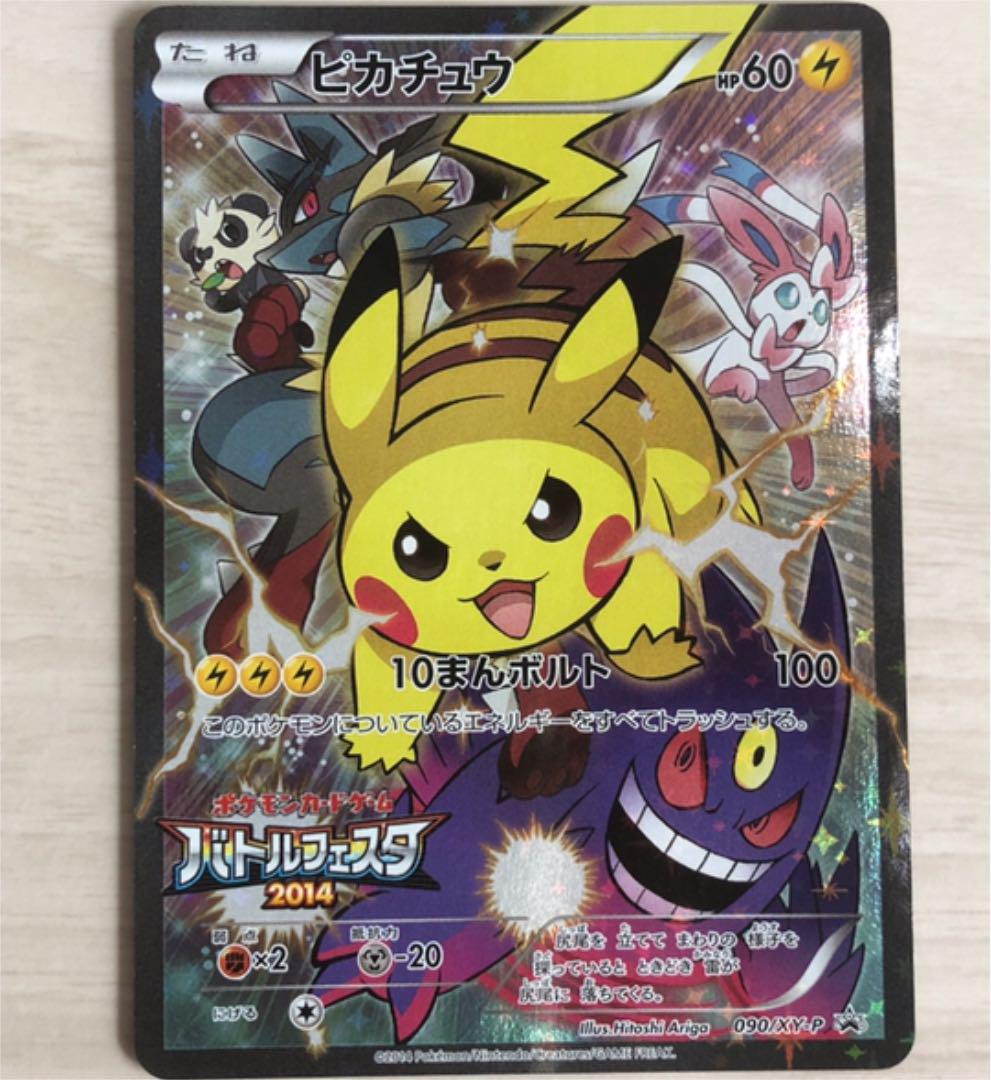 たね
ピカチュウ
HP60
10まんボルト 100
このポケモンについているエネルギーをすべてトラッシュする。
ポケモンカードゲーム
バトルフェスタ
2014
弱点 抵抗力
×2 -20
にげる
尻尾を 立てて まわりの 様子を
探っていると ときどき 雷が
尻尾に 落ちてくる。
Illus. Hitoshi Ariga 090/XY-P
©2014 Pokémon/Nintendo/Creatures/GAME FREAK.